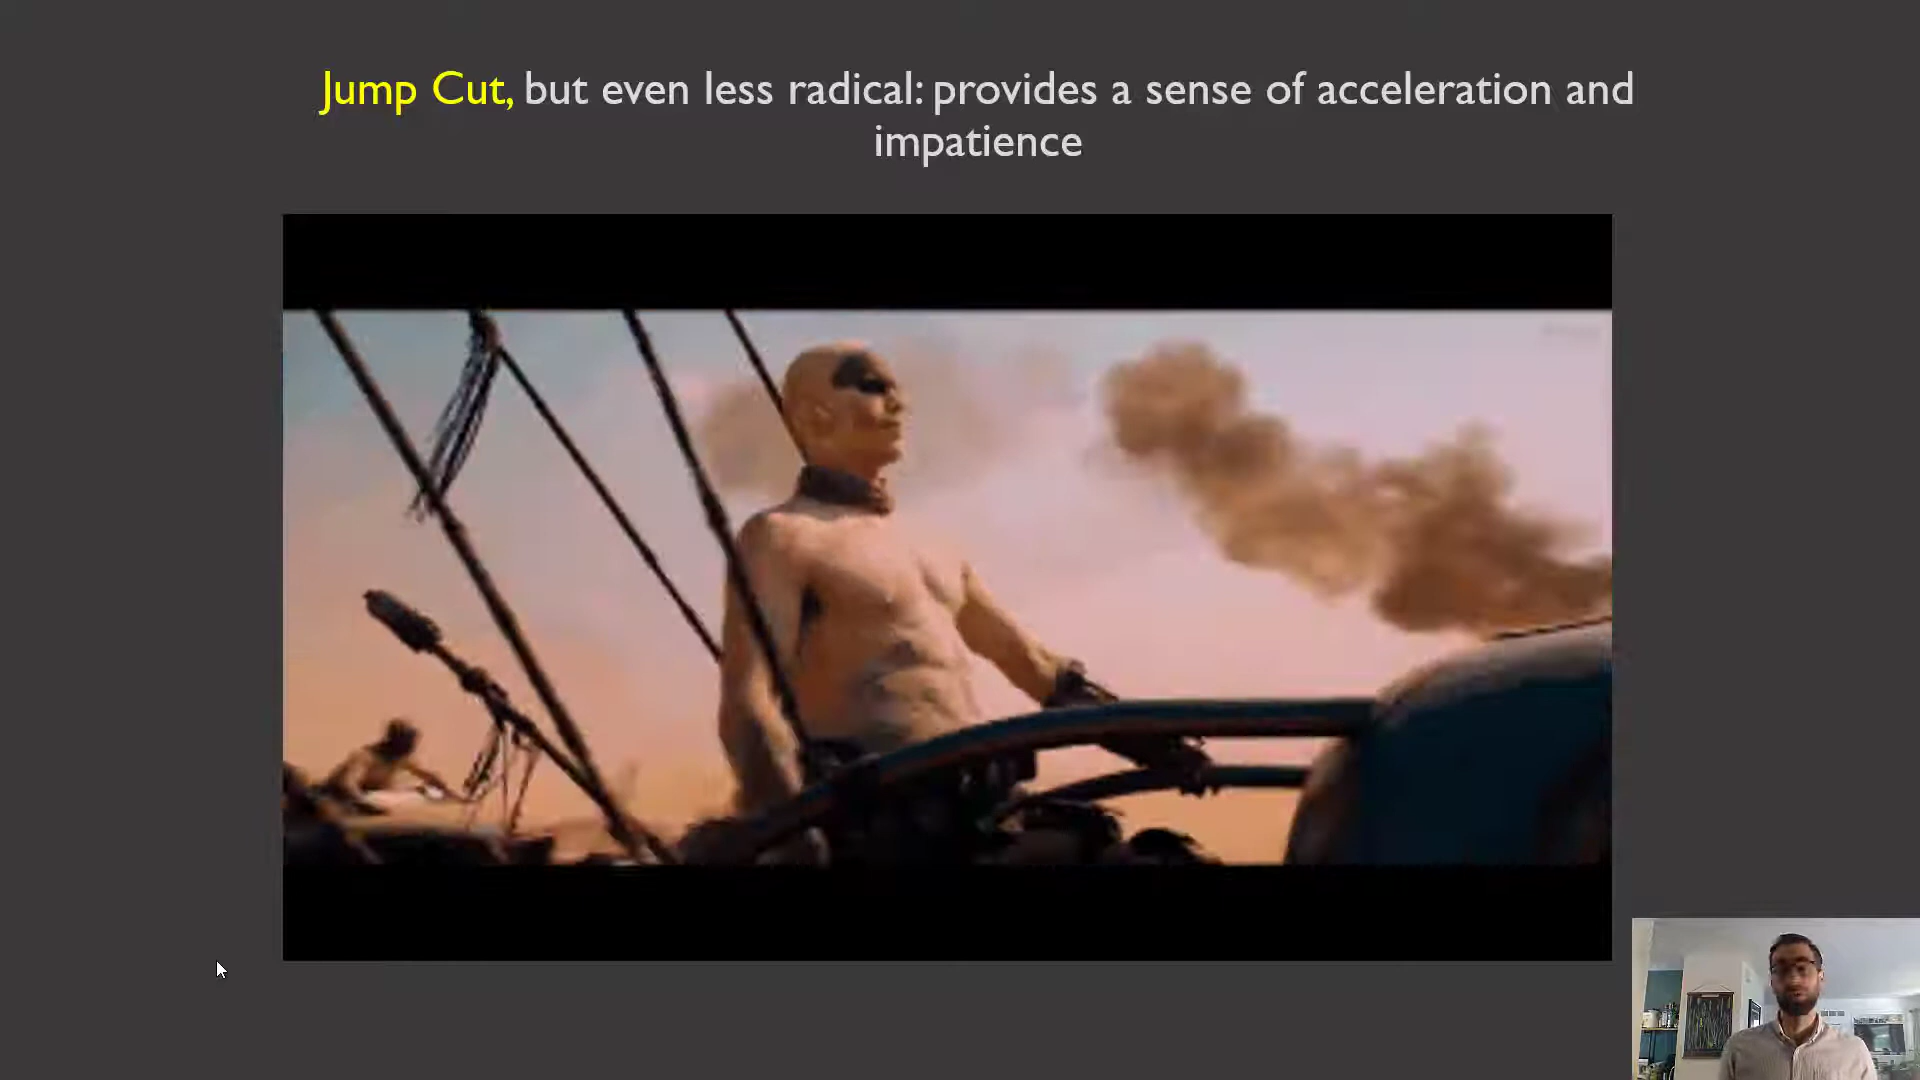 Jump Cut, but even less radical: provides a sense of acceleration and
impatience